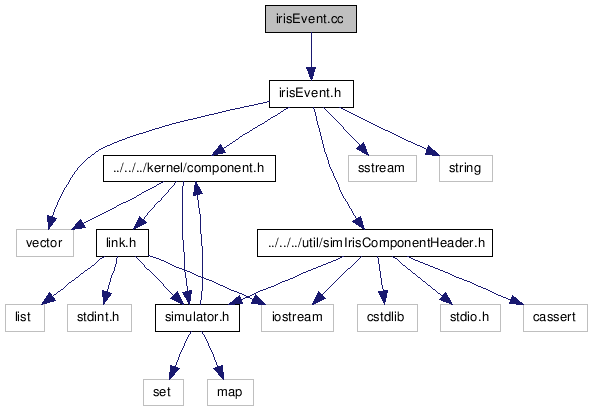 irisEvent.cc
irisEvent.h
../../../kernel/component.h
sstream
string
vector
link.h
../../../util/simIrisComponentHeader.h
list
stdint.h
simulator.h
iostream
cstdlib
stdio.h
cassert
set
map